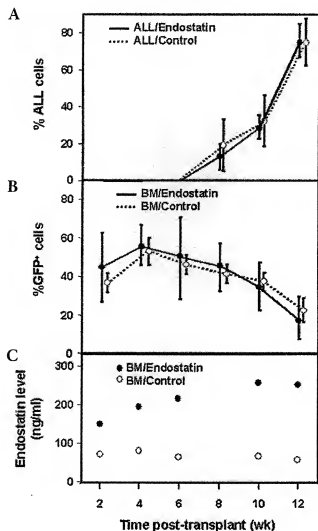 A
ALL/Endostatin
ALL/Control
% ALL cells
80
60
40
20
0
B
BM/Endostatin
BM/Control
%GFP+ cells
80
60
40
20
0
C
BM/Endostatin
BM/Control
Endostatin level
(ng/ml)
300
200
100
0
2 4 6 8 10 12
Time post-transplant (wk)